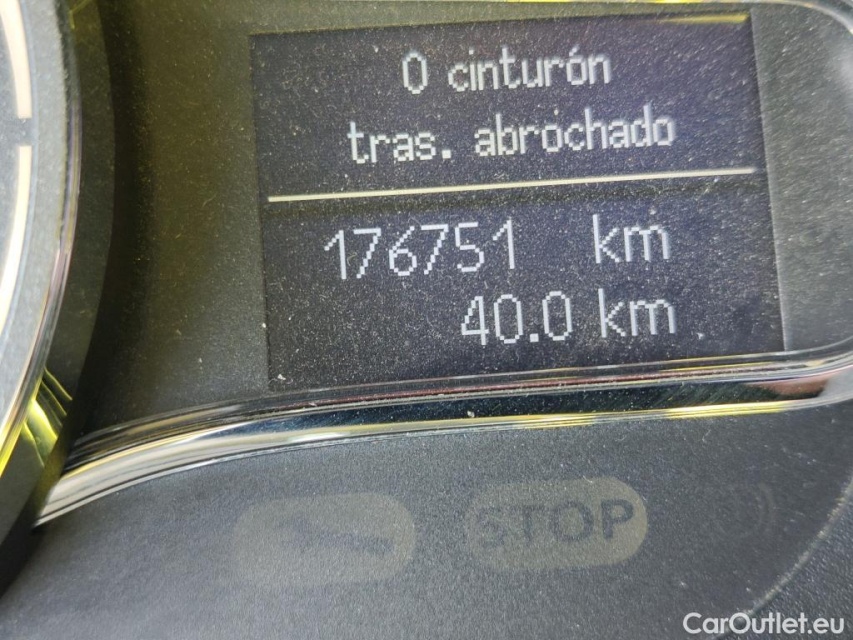 0 cinturón
tras. abrochado
176751 km
40.0 km
STOP
CarOutlet.eu